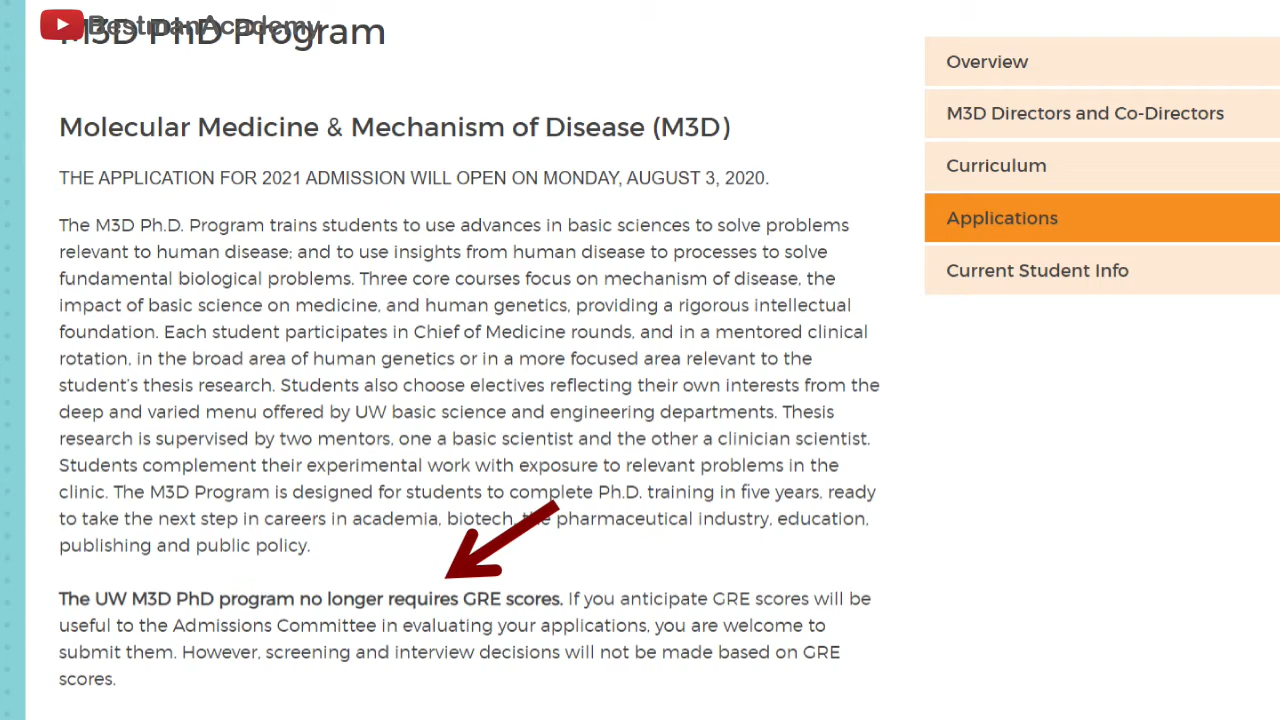 BestmanAcademy
M3D PhD Program
Molecular Medicine & Mechanism of Disease (M3D)
THE APPLICATION FOR 2021 ADMISSION WILL OPEN ON MONDAY, AUGUST 3, 2020.
The M3D Ph.D. Program trains students to use advances in basic sciences to solve problems
relevant to human disease; and to use insights from human disease to processes to solve
fundamental biological problems. Three core courses focus on mechanism of disease, the
impact of basic science on medicine, and human genetics, providing a rigorous intellectual
foundation. Each student participates in Chief of Medicine rounds, and in a mentored clinical
rotation, in the broad area of human genetics or in a more focused area relevant to the
student's thesis research. Students also choose electives reflecting their own interests from the
deep and varied menu offered by UW basic science and engineering departments. Thesis
research is supervised by two mentors, one a basic scientist and the other a clinician scientist.
Students complement their experimental work with exposure to relevant problems in the
clinic. The M3D Program is designed for students to complete Ph.D. training in five years, ready
to take the next step in careers in academia, biotech, the pharmaceutical industry, education,
publishing and public policy.
The UW M3D PhD program no longer requires GRE scores. If you anticipate GRE scores will be
useful to the Admissions Committee in evaluating your applications, you are welcome to
submit them. However, screening and interview decisions will not be made based on GRE
scores.
Overview
M3D Directors and Co-Directors
Curriculum
Applications
Current Student Info